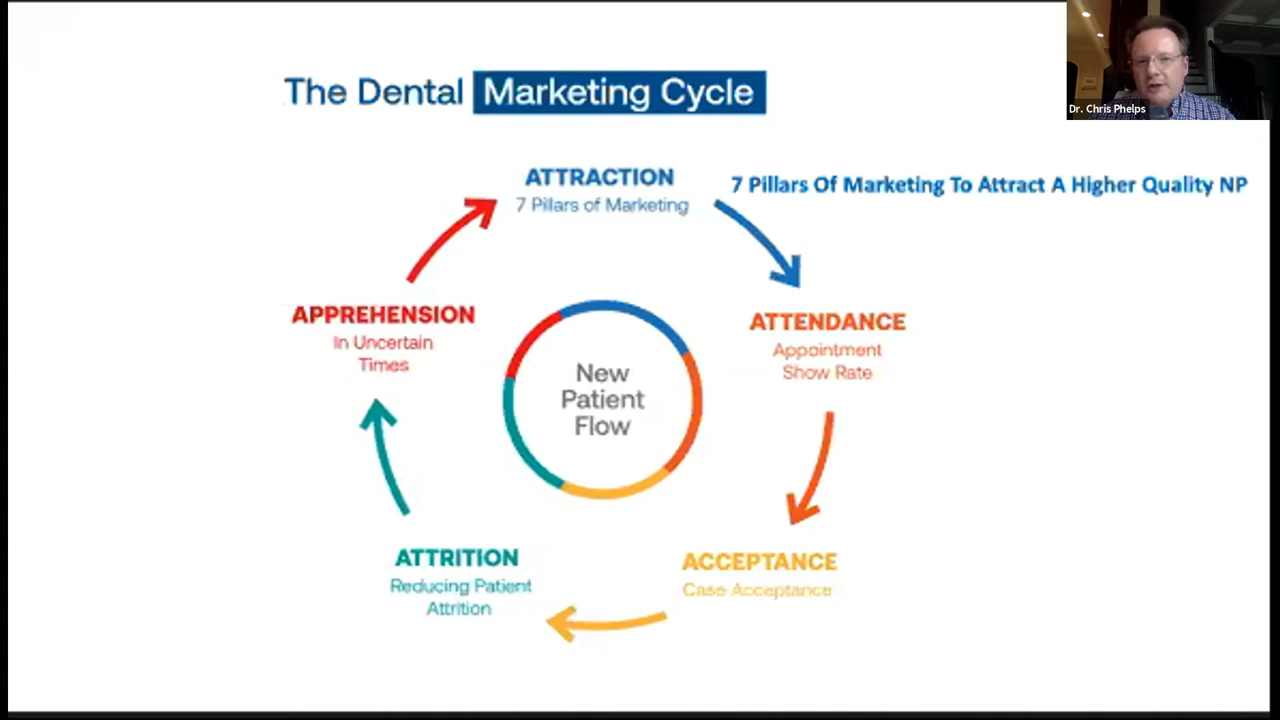 The Dental Marketing Cycle
Dr. Chris Phelps
ATTRACTION
7 Pillars of Marketing
7 Pillars Of Marketing To Attract A Higher Quality NP
APPREHENSION
In Uncertain
Times
ATTENDANCE
Appointment
Show Rate
New
Patient
Flow
ATTRITION
Reducing Patient
Attrition
ACCEPTANCE
Case Acceptance